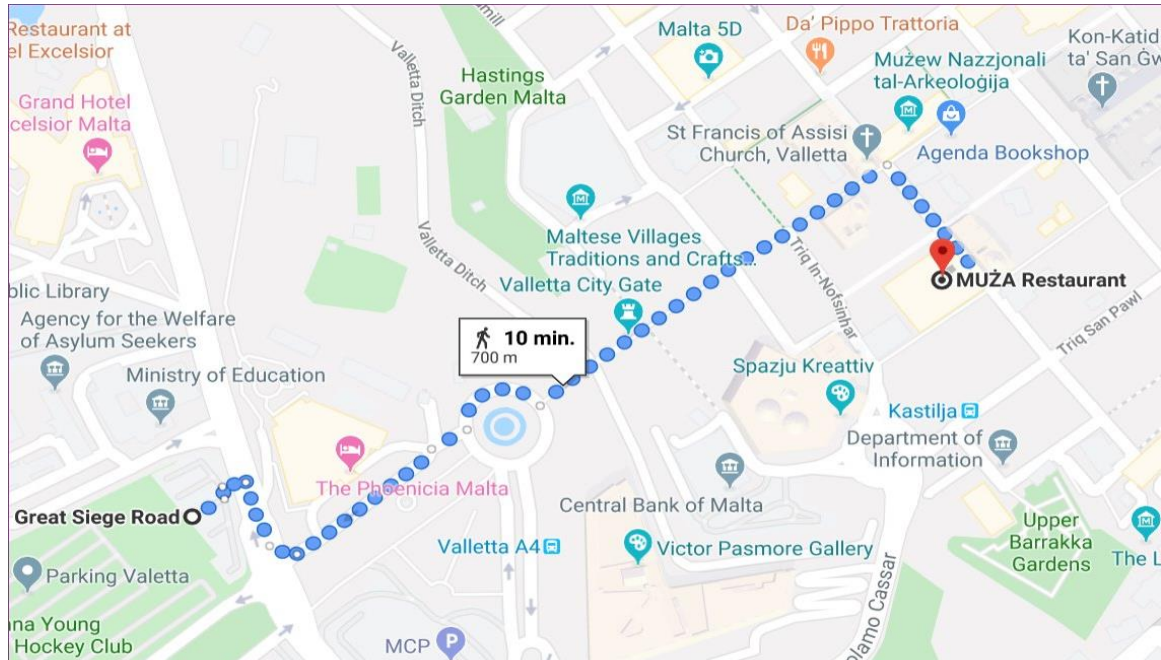 Restaurant at
el Excelsior
Grand Hotel
celsior Malta
Valletta Ditch
Hastings
Garden Malta
Malta 5D
Da' Pippo Trattoria
Mużew Nazzjonali
tal-Arkeoloġija
Kon-Katid
ta' San Ġw
St Francis of Assisi
Church, Valletta
Agenda Bookshop
Valletta Ditch
Maltese Villages
Traditions and Crafts...
Valletta City Gate
Triq In-Nofsinhar
MUŻA Restaurant
Triq San Pawl
blic Library
Agency for the Welfare
of Asylum Seekers
Ministry of Education
10 min.
700 m
Spazju Kreattiv
Kastilja
Department of
Information
The Phoenicia Malta
Central Bank of Malta
Great Siege Road
Valletta A4
Victor Pasmore Gallery
Upper
Barrakka
Gardens
The L
Parking Valetta
ana Young
Hockey Club
MCP
P
olamo Cassar